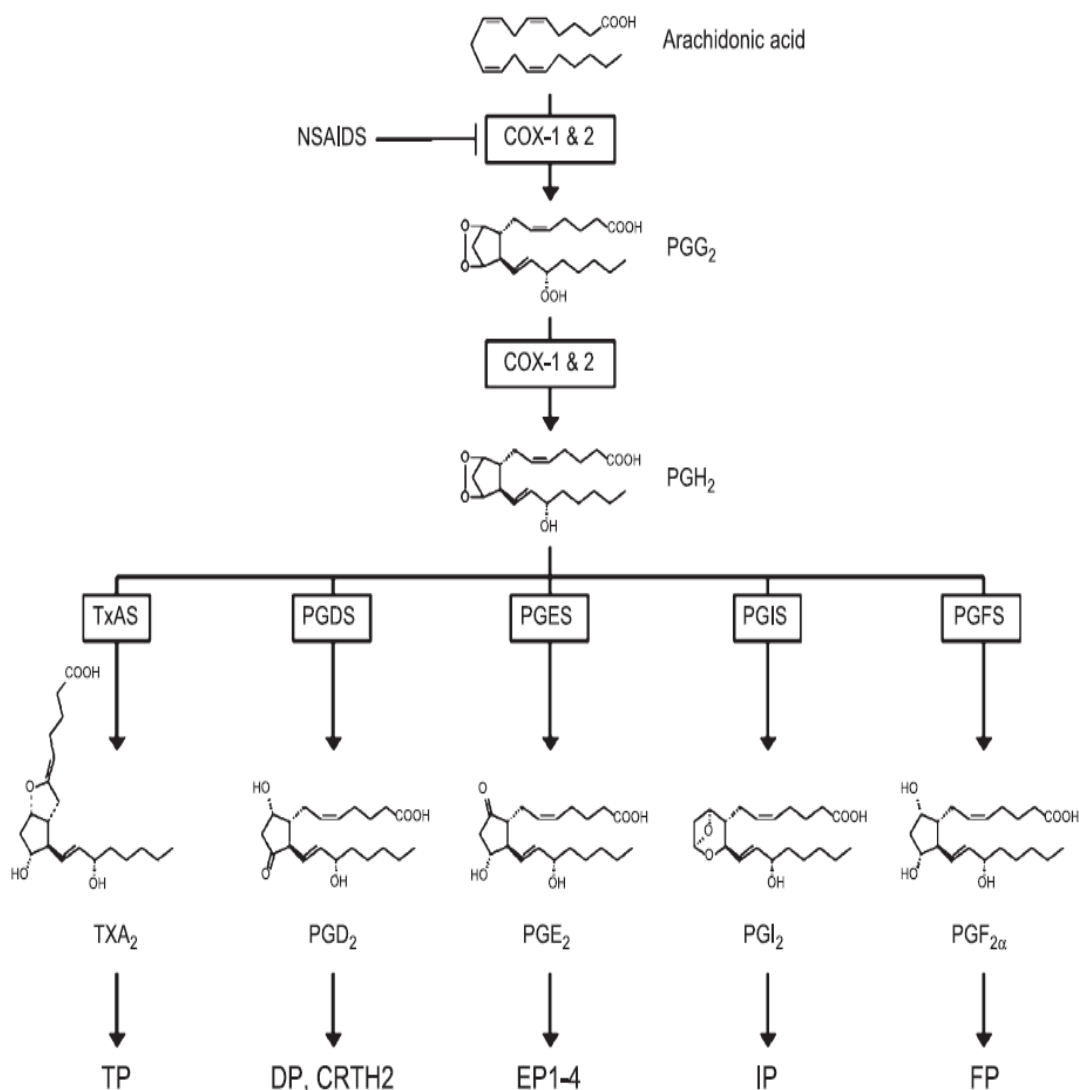 COOH
Arachidonic acid
NSAIDS
COX-1 & 2
O
COOH
PGG2
O
OOH
COX-1 & 2
O
COOH
PGH2
O
OH
TxAS
PGDS
PGES
PGIS
PGFS
COOH
O
HO
OH
HO
COOH
O
OH
O
COOH
HO
OH
O
O
COOH
OH
HO
COOH
HO
OH
TXA2
PGD2
PGE2
PGI2
PGF2α
TP
DP, CRTH2
EP1-4
IP
FP